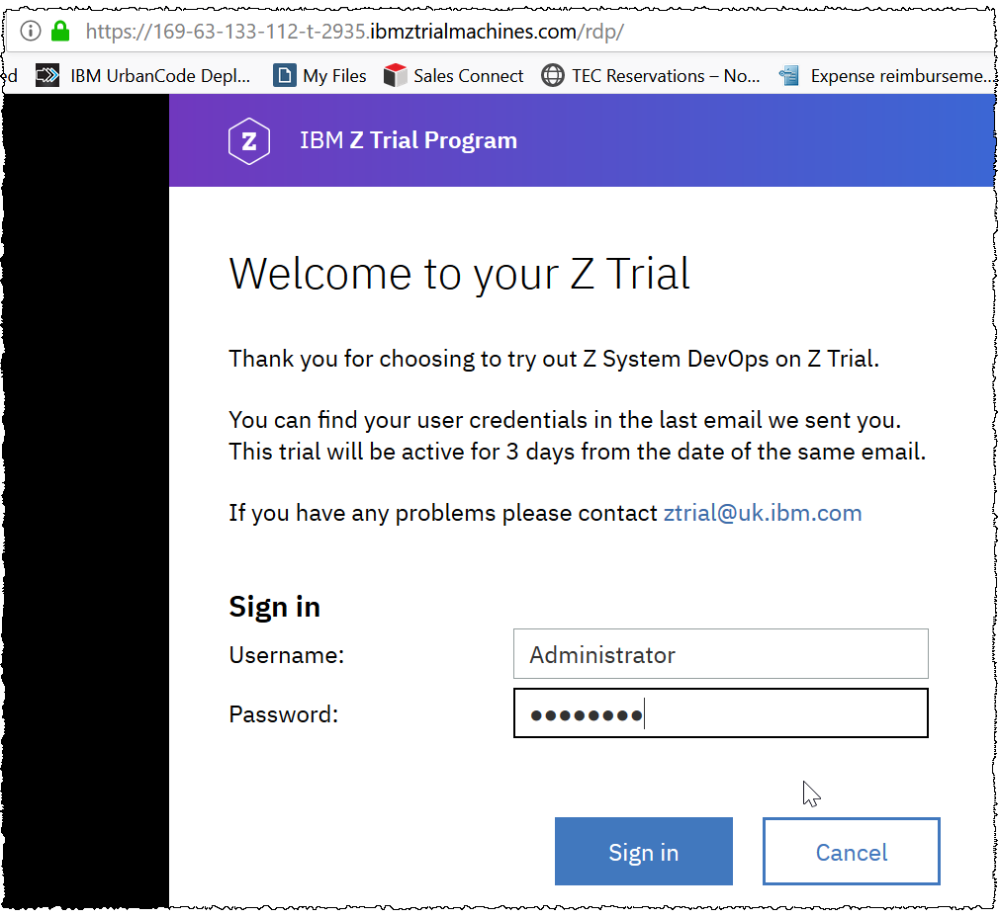 https://169-63-133-112-t-2935.ibmztrialmachines.com/rdp/
d IBM UrbanCode Depl... My Files Sales Connect TEC Reservations – No... Expense reimburseme...
Z IBM Z Trial Program
Welcome to your Z Trial
Thank you for choosing to try out Z System DevOps on Z Trial.
You can find your user credentials in the last email we sent you.
This trial will be active for 3 days from the date of the same email.
If you have any problems please contact ztrial@uk.ibm.com
Sign in
Username: Administrator
Password: ●●●●●●●●
Sign in Cancel